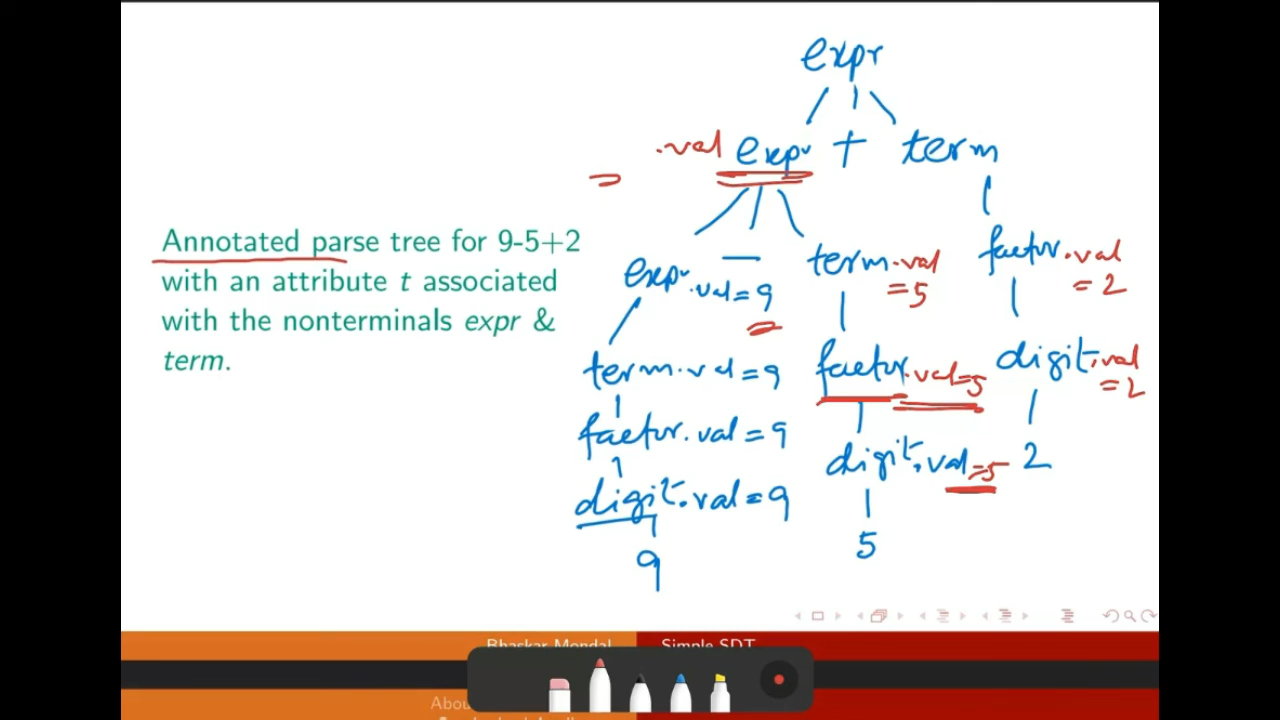 expr
.val expr + term
=
Annotated parse tree for 9-5+2
with an attribute t associated
with the nonterminals expr &
term.
expr.val=9 - term.val
=5
factor.val
=2
term.val=9
factor.val=5
digit.val
=2
factor.val=9
digit.val=5
2
digit.val=9
5
9
Bhaskar Mondal Simple SDT